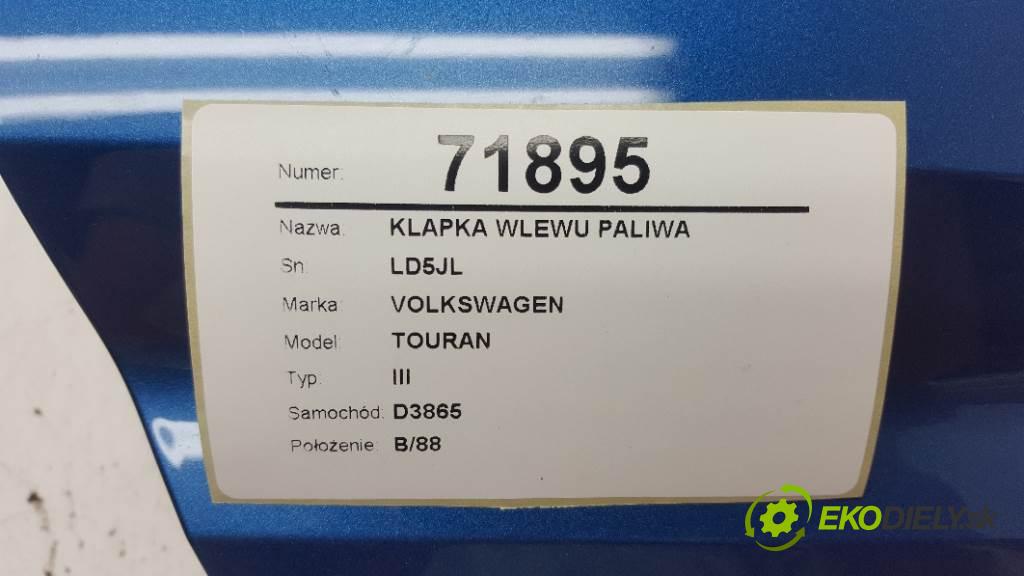 Numer: 71895
Nazwa: KLAPKA WLEWU PALIWA
Sn: LD5JL
Marka: VOLKSWAGEN
Model: TOURAN
Typ: III
Samochód: D3865
Położenie: B/88
EKODIELY.sk